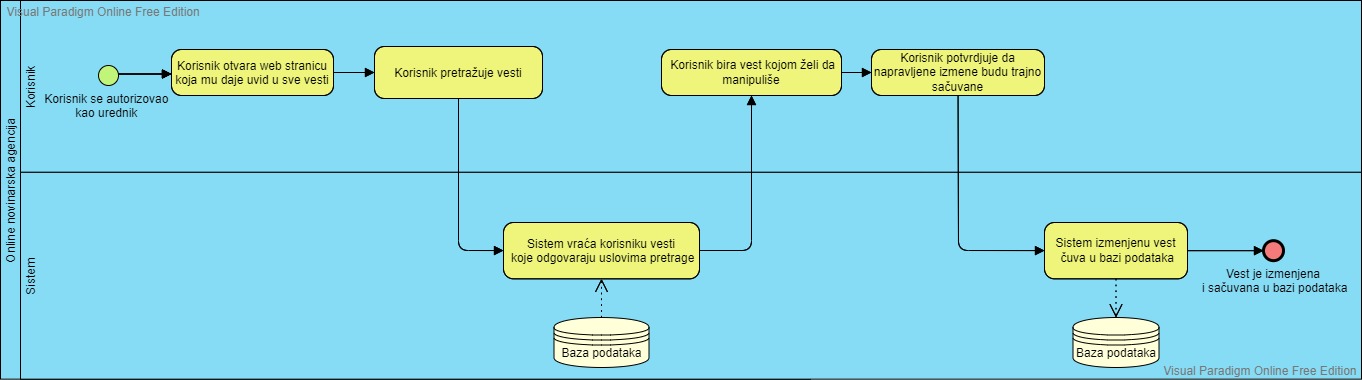 Visual Paradigm Online Free Edition
Online novinarska agencija
Korisnik
Korisnik se autorizovao
kao urednik
Korisnik otvara web stranicu
koja mu daje uvid u sve vesti
Korisnik pretražuje vesti
Korisnik bira vest kojom želi da
manipuliše
Korisnik potvrdjuje da
napravljene izmene budu trajno
sačuvane
Sistem
Sistem vraća korisniku vesti
koje odgovaraju uslovima pretrage
Baza podataka
Sistem izmenjenu vest
čuva u bazi podataka
Baza podataka
Vest je izmenjena
i sačuvana u bazi podataka
Visual Paradigm Online Free Edition